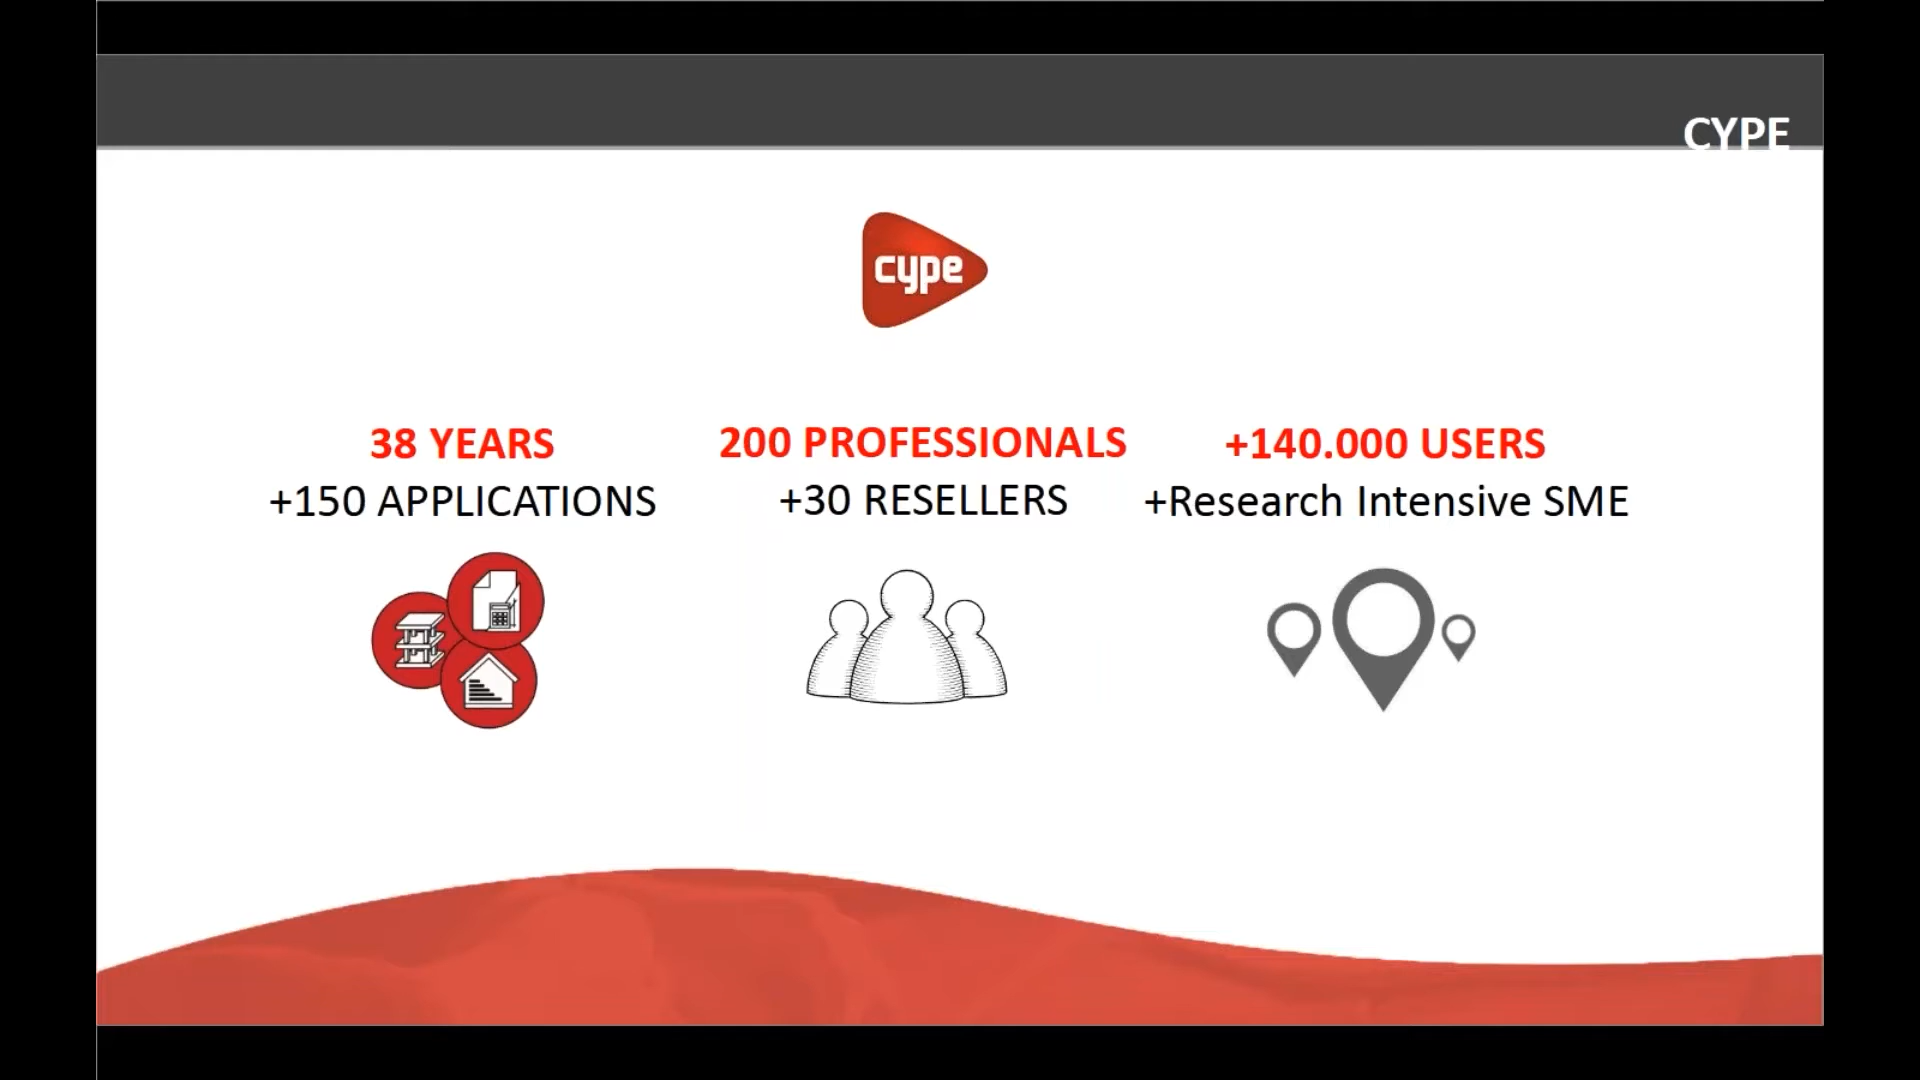 CYPE
cype
38 YEARS
+150 APPLICATIONS
200 PROFESSIONALS
+30 RESELLERS
+140.000 USERS
+Research Intensive SME